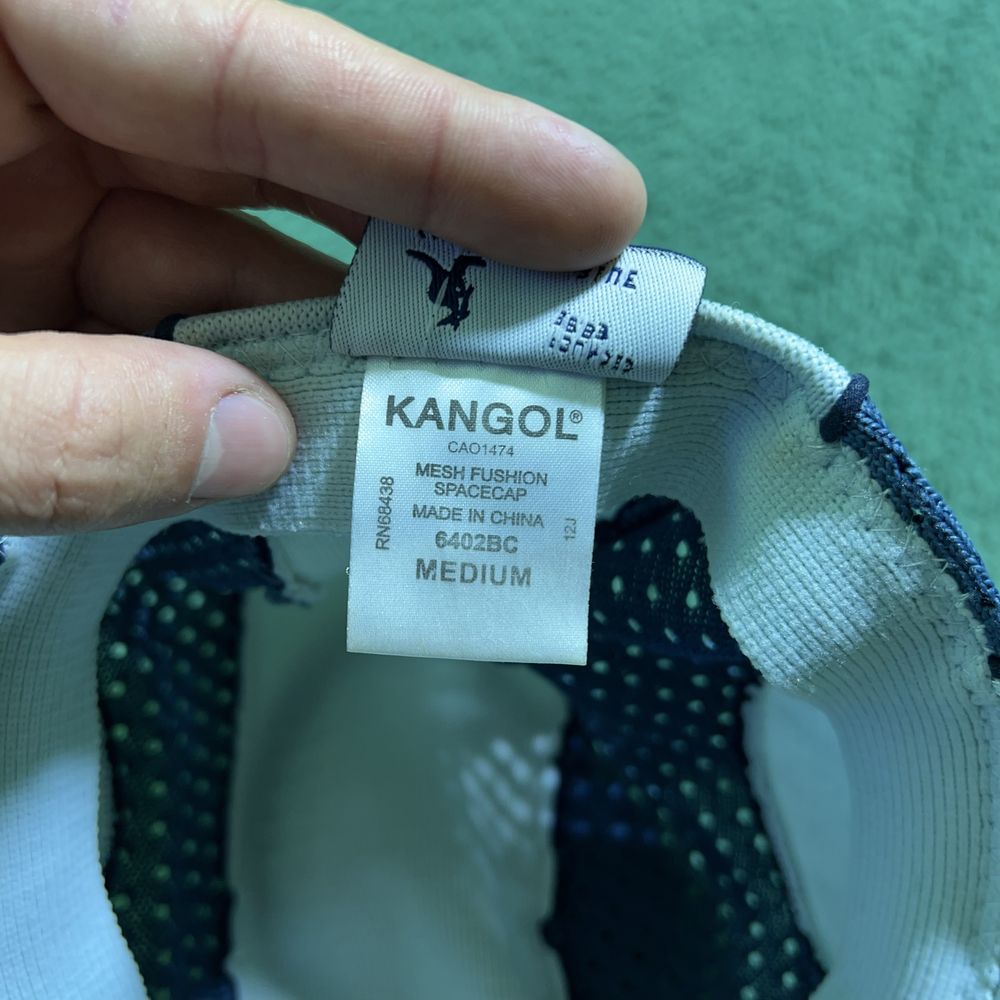 KANGOL®
CAO1474
MESH FUSHION
SPACECAP
MADE IN CHINA
6402BC
MEDIUM
RN68438
12J